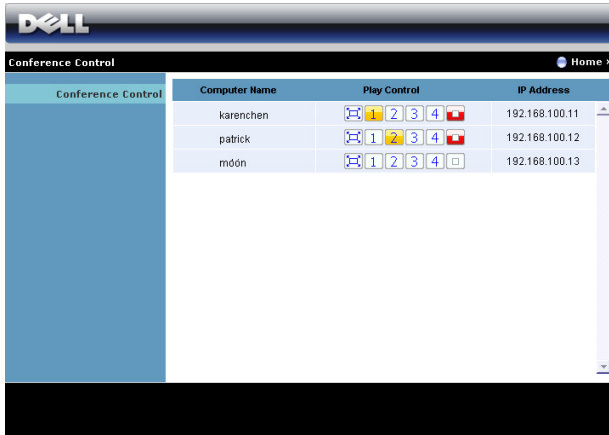 DELL
Conference Control
Home
Conference Control
Computer Name Play Control IP Address
karenchen 1 2 3 4 192.168.100.11
patrick 1 2 3 4 192.168.100.12
móón 1 2 3 4 192.168.100.13